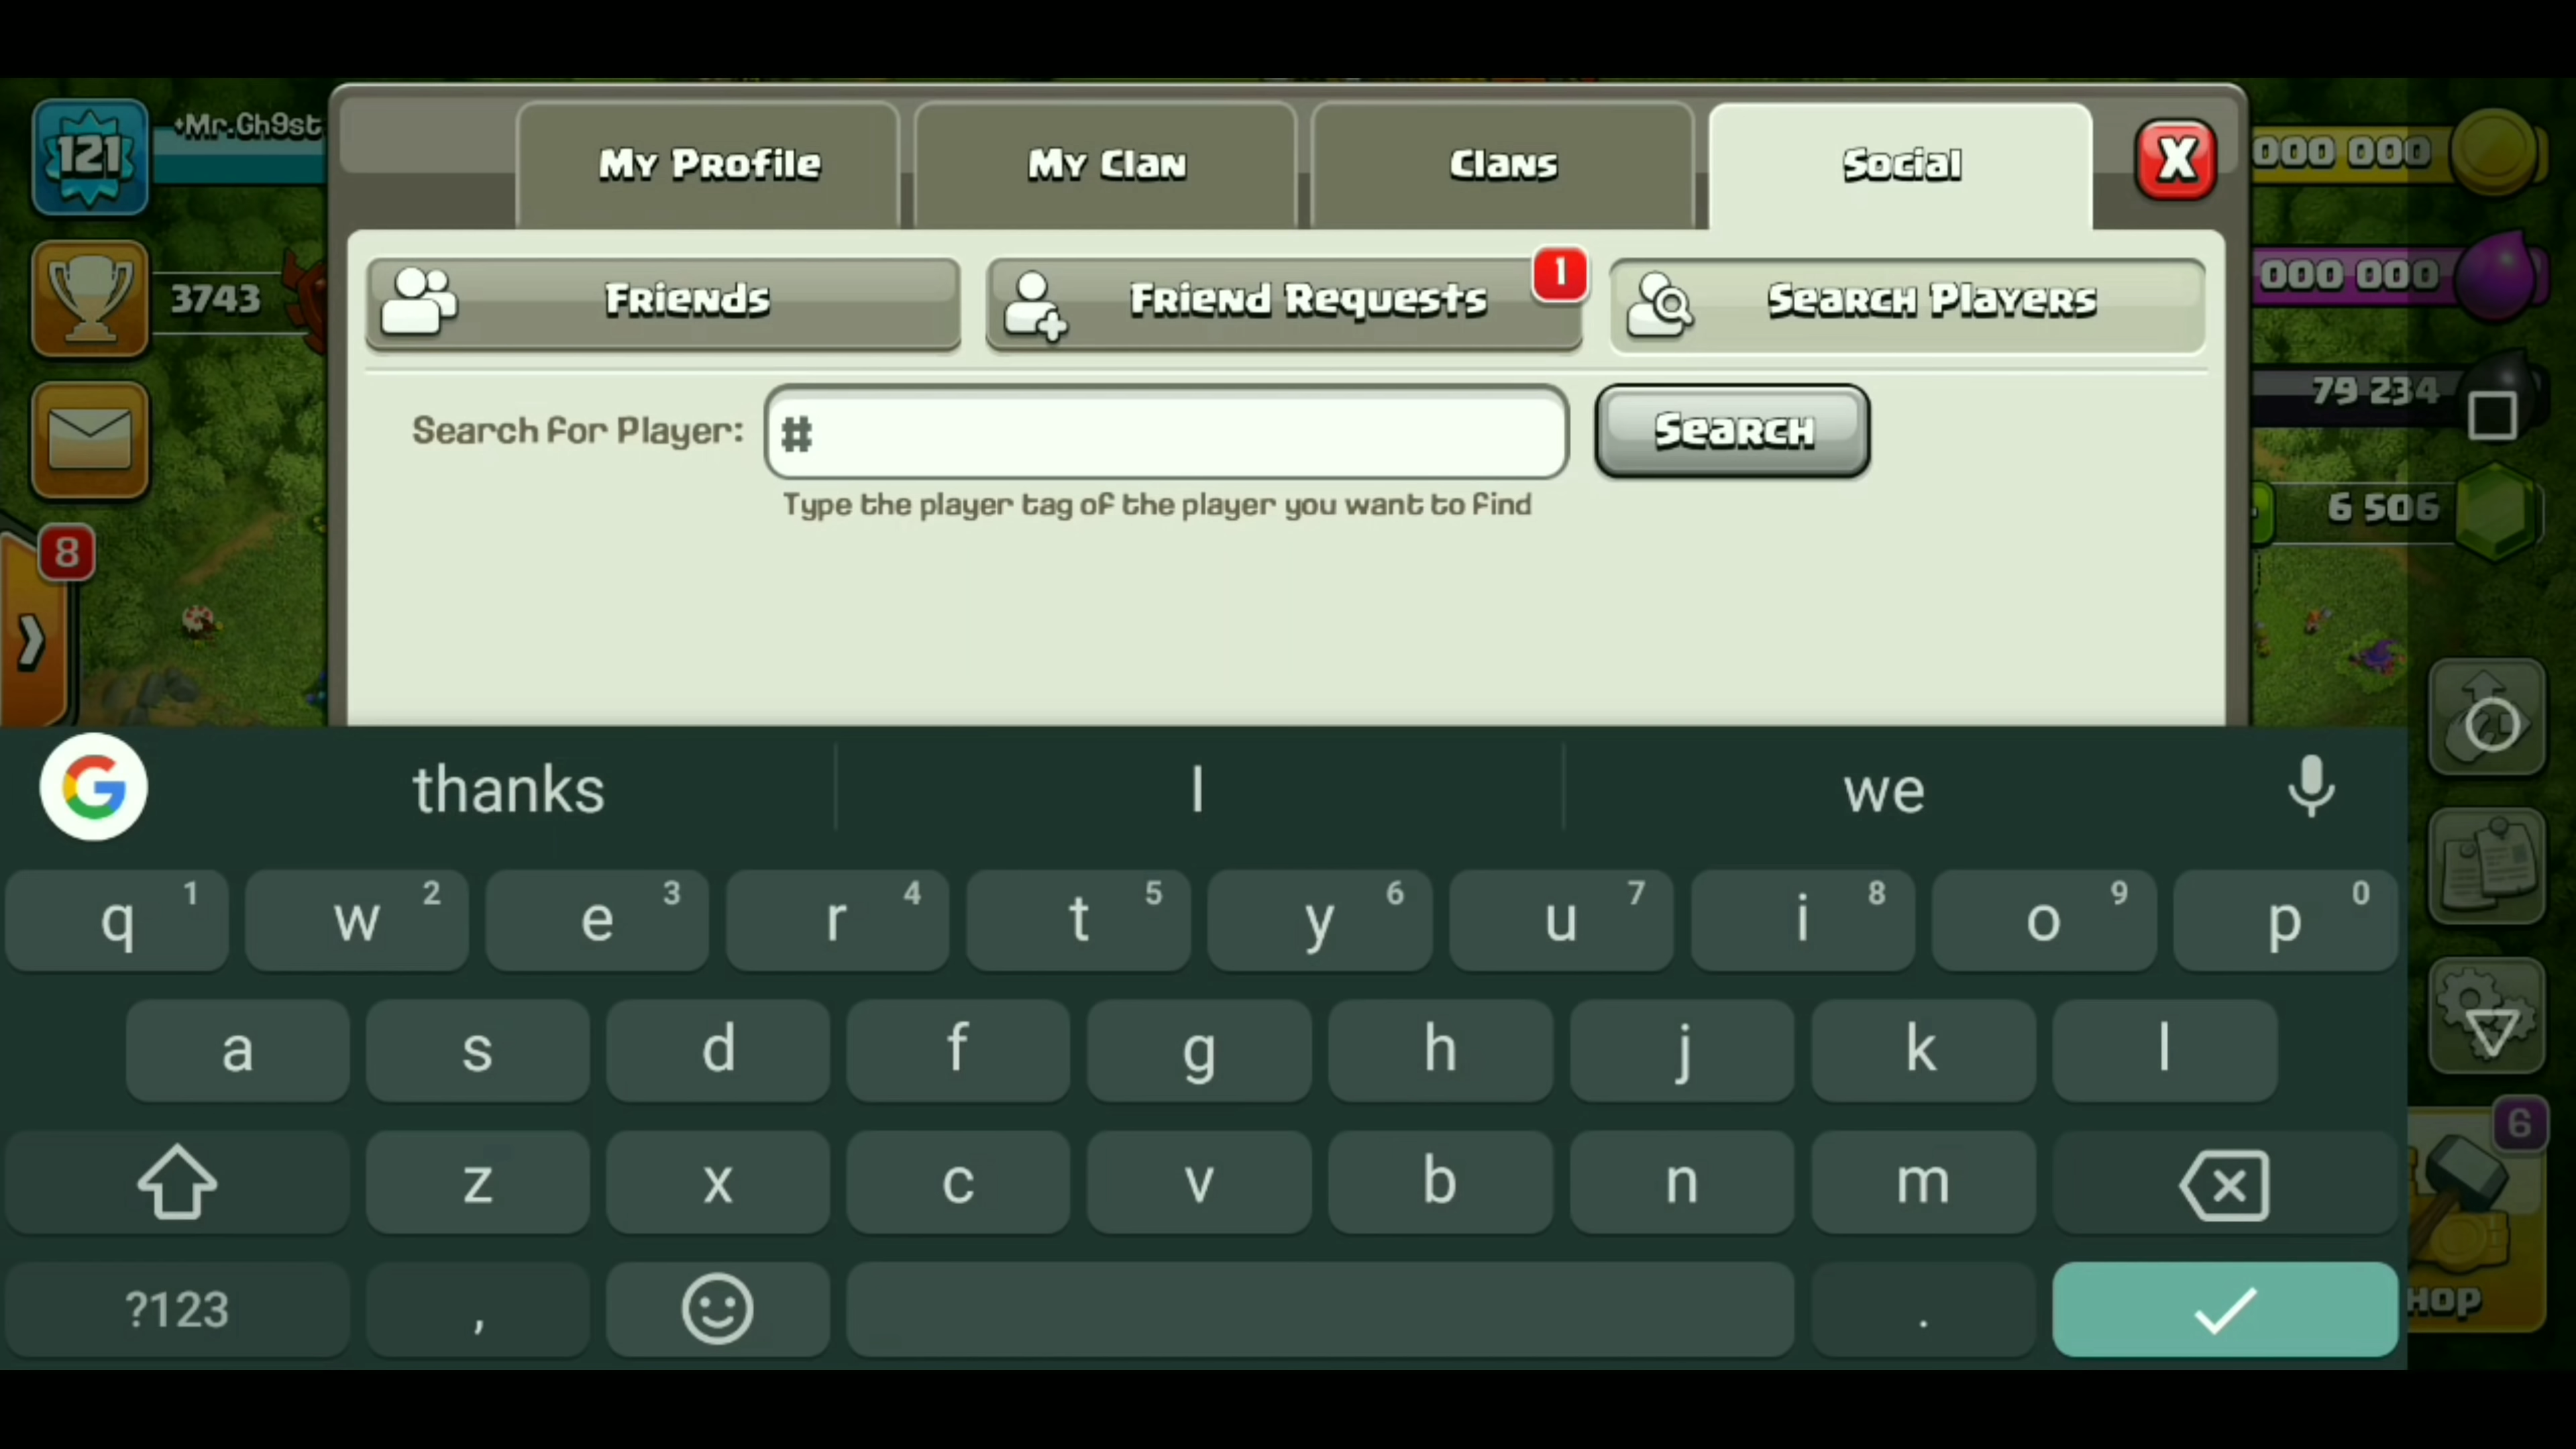 121
+Mr.Gh9st
My Profile
My Clan
Clans
Social
X
000 000
3743
Friends
Friend Requests
1
Search Players
000 000
79 234
Search for Player:
#
Search
Type the player tag of the player you want to find
6 506
8
thanks
I
we
q 1
w 2
e 3
r 4
t 5
y 6
u 7
i 8
o 9
p 0
a s d f g h j k l
z x c v b n m
6
?123
,
.
HOP